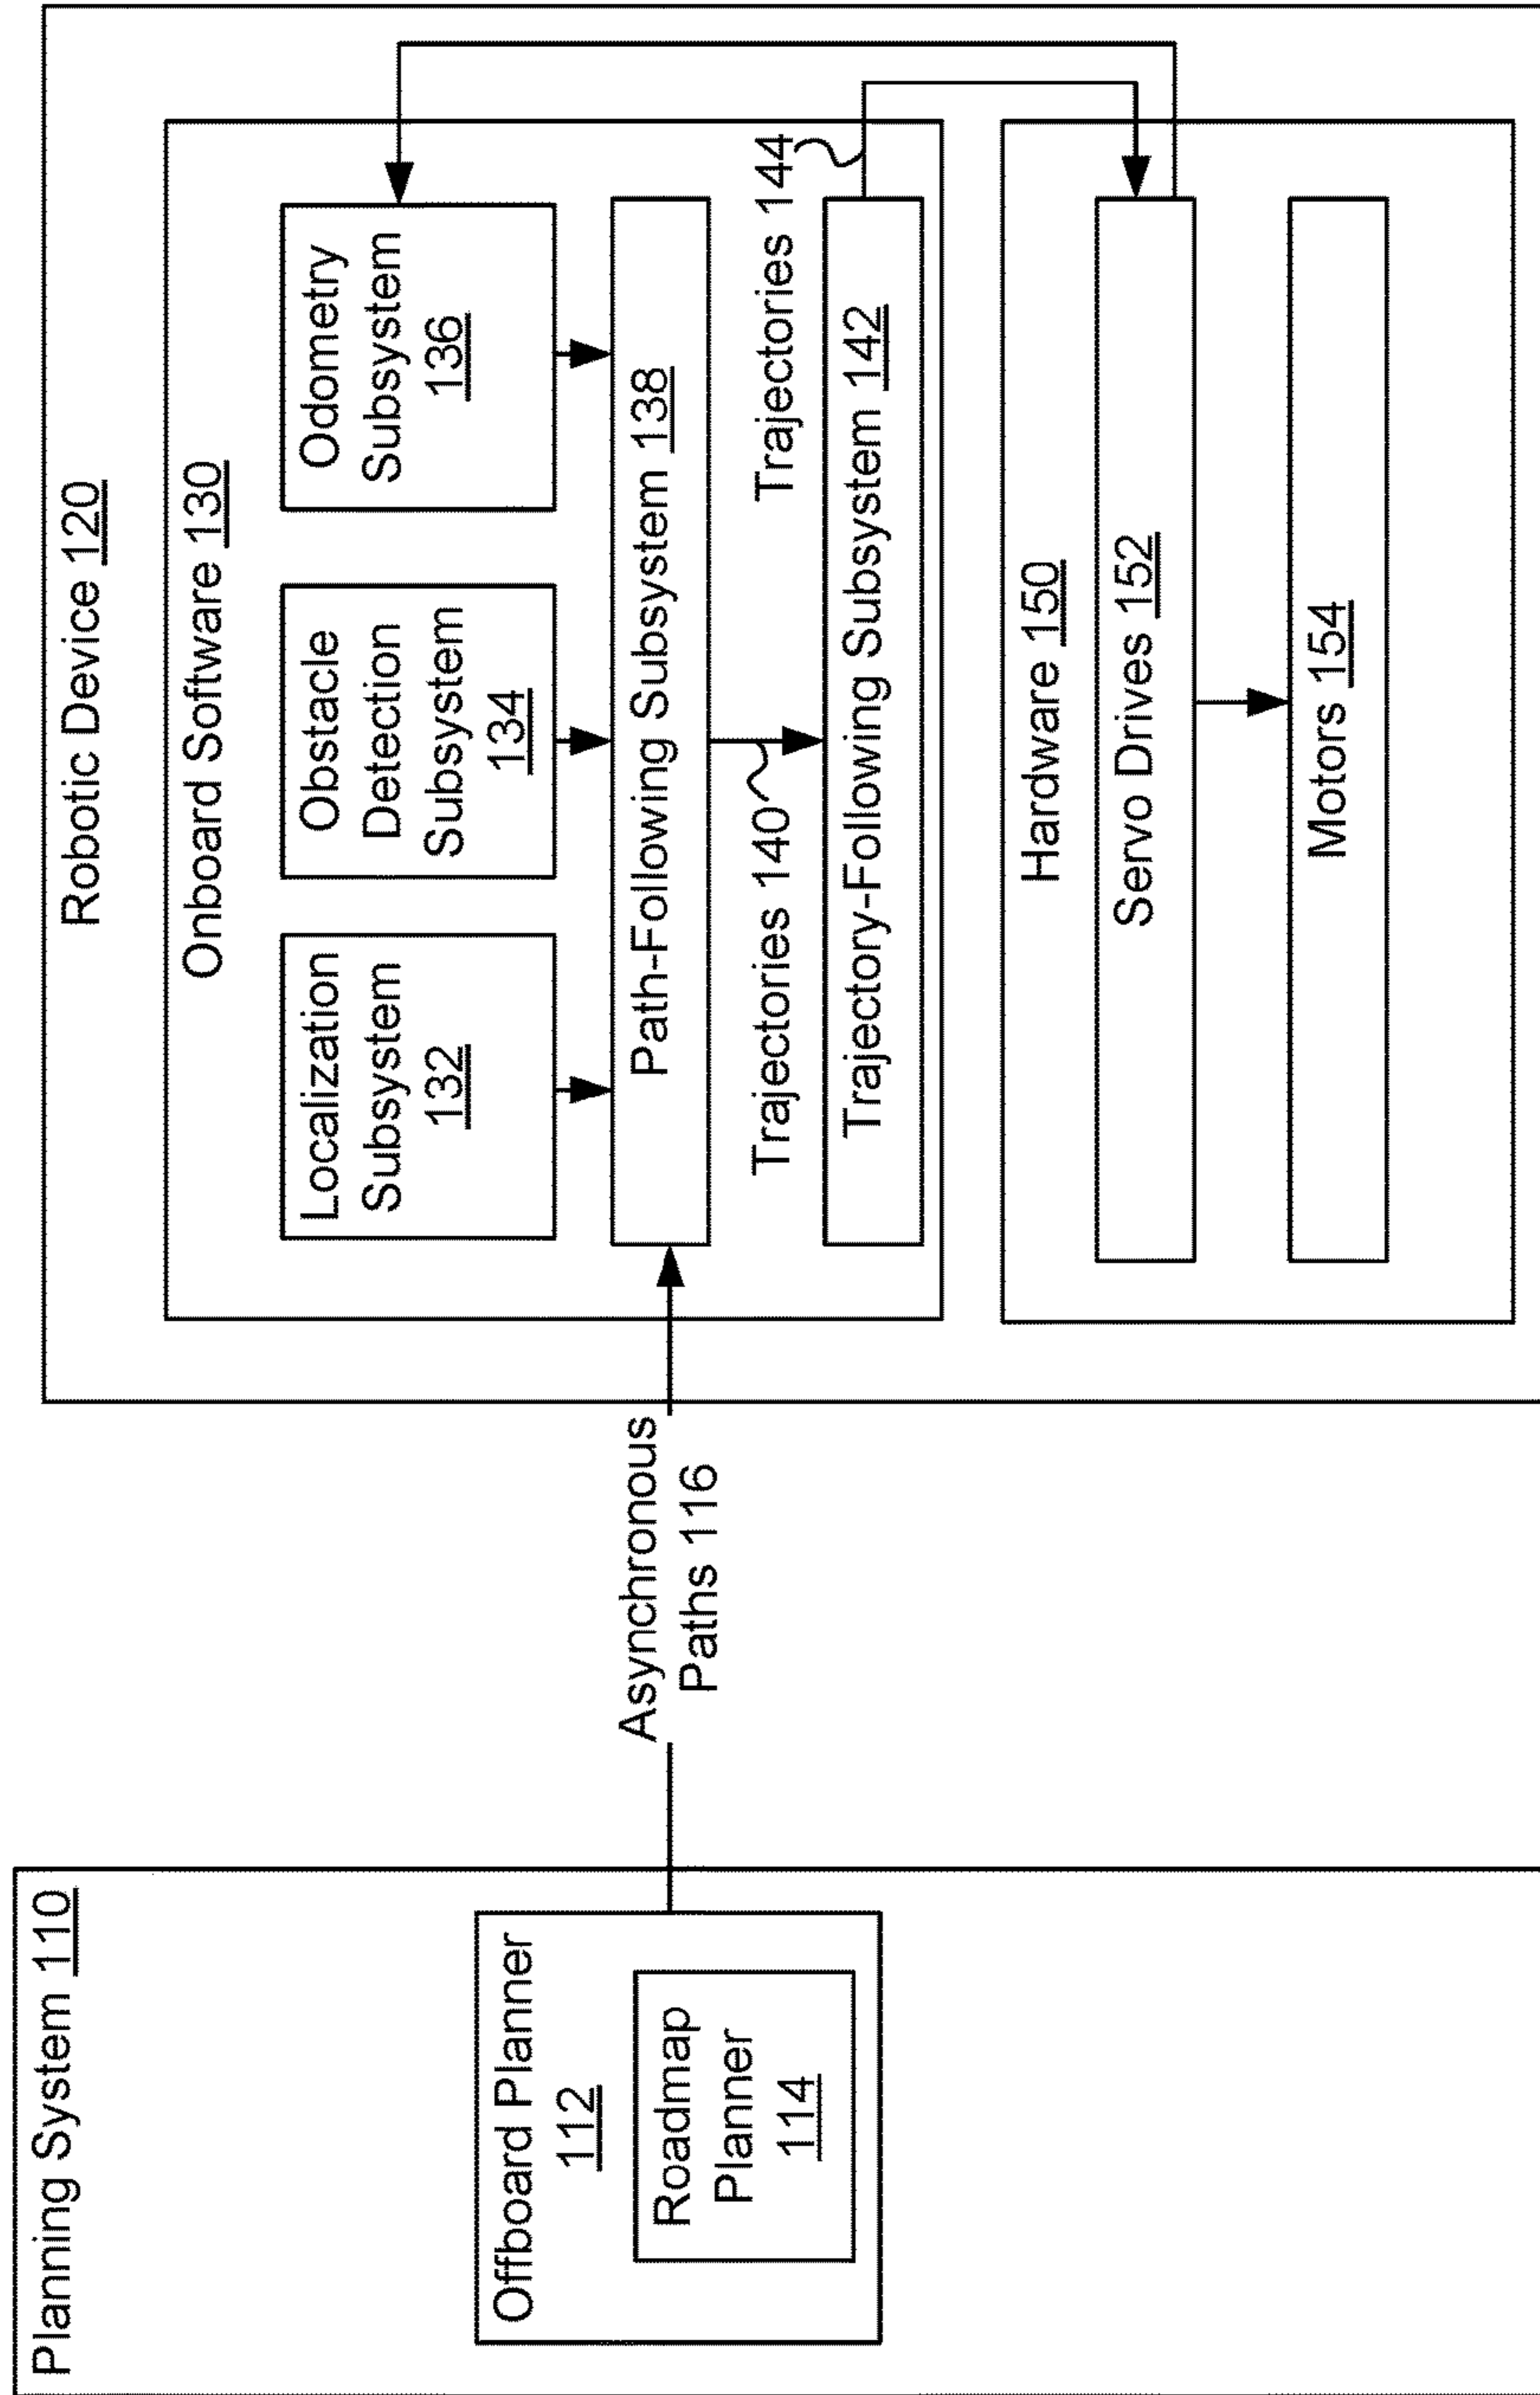 Planning System 110
Offboard Planner
112
Roadmap
Planner
114
Asynchronous
Paths 116
Robotic Device 120
Onboard Software 130
Localization
Subsystem
132
Obstacle
Detection
Subsystem
134
Odometry
Subsystem
136
Path-Following Subsystem 138
Trajectories 140
Trajectories 144
Trajectory-Following Subsystem 142
Hardware 150
Servo Drives 152
Motors 154